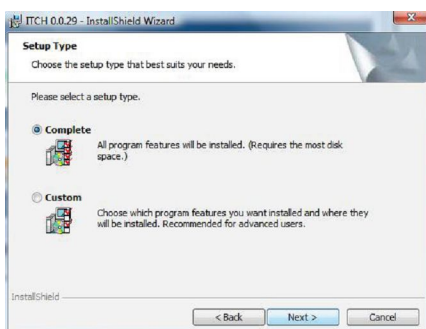 ITCH 0.0.29 - InstallShield Wizard
Setup Type
Choose the setup type that best suits your needs.
Please select a setup type.
Complete
All program features will be installed. (Requires the most disk
space.)
Custom
Choose which program features you want installed and where they
will be installed. Recommended for advanced users.
InstallShield
< Back Next > Cancel